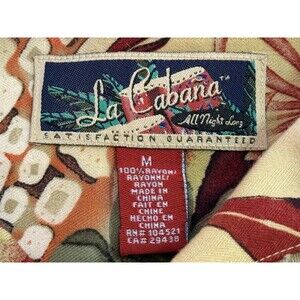 La Cabaña™
All Night Long
SATISFACTION GUARANTEED
M
100% RAYON
RAYONNE
RAYON
MADE IN
CHINA
FAIT EN
CHINE
HECHO EN
CHINA
RN# 104521
CA# 29438